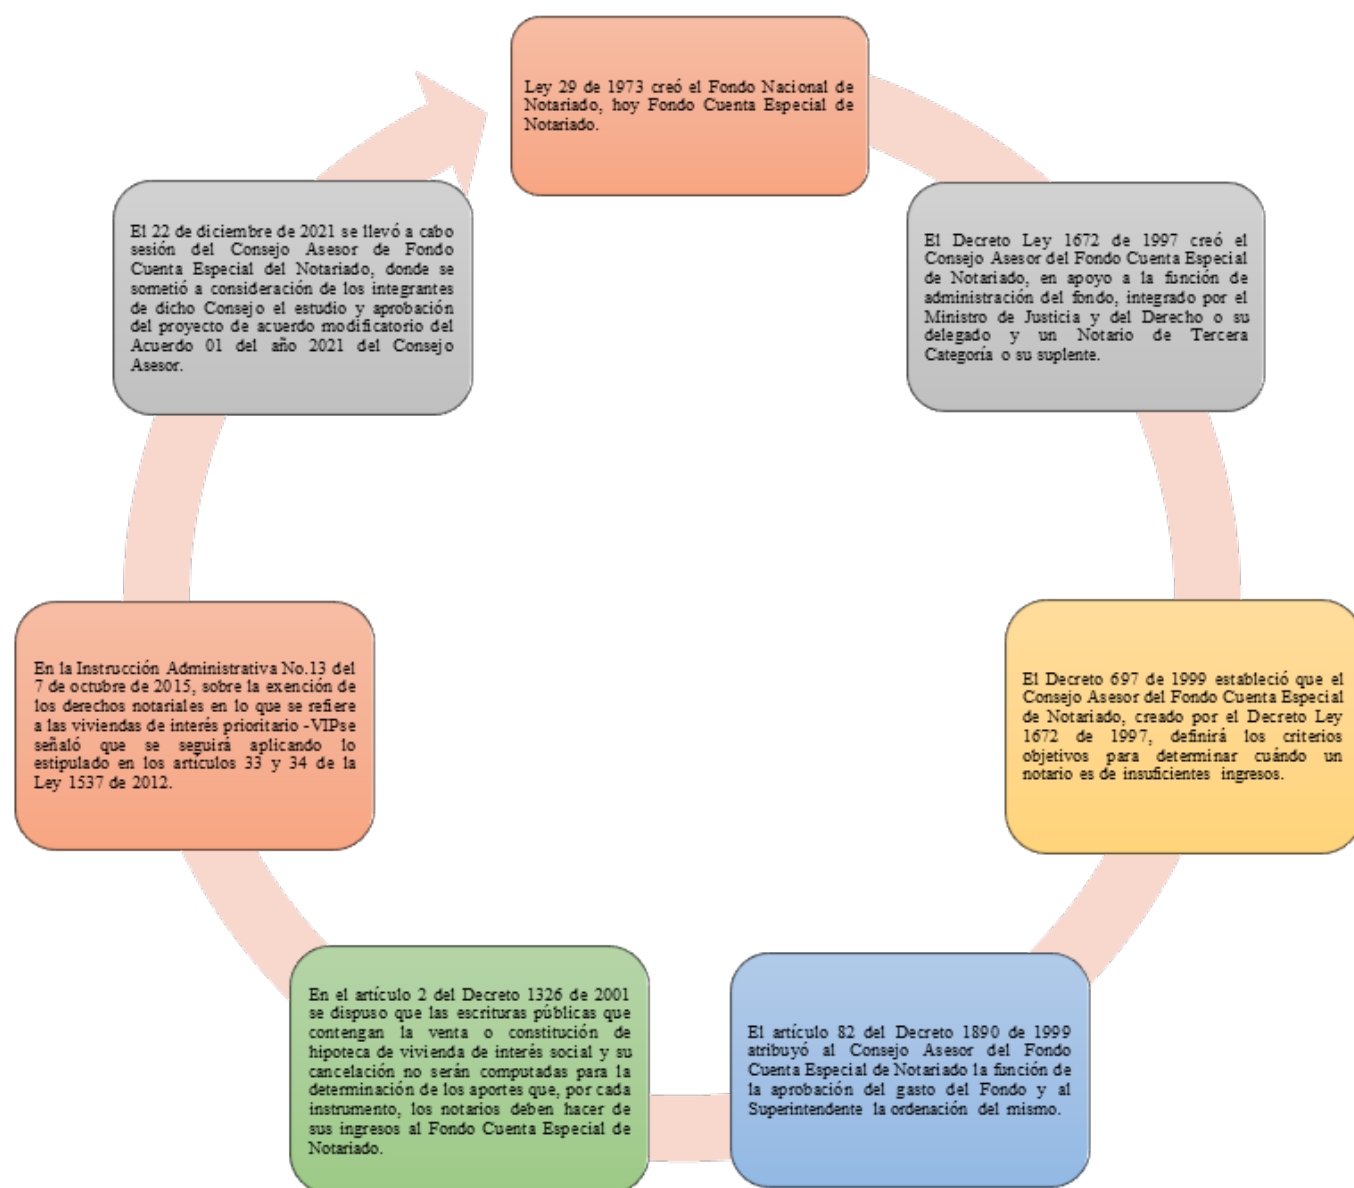 Ley 29 de 1973 creó el Fondo Nacional de
Notariado, hoy Fondo Cuenta Especial de
Notariado.
El Decreto Ley 1672 de 1997 creó el
Consejo Asesor del Fondo Cuenta Especial
de Notariado, en apoyo a la función de
administración del fondo, integrado por el
Ministro de Justicia y del Derecho o su
delegado y un Notario de Tercera
Categoría o su suplente.
El Decreto 697 de 1999 estableció que el
Consejo Asesor del Fondo Cuenta Especial
de Notariado, creado por el Decreto Ley
1672 de 1997, definirá los criterios
objetivos para determinar cuándo un
notario es de insuficientes ingresos.
El artículo 82 del Decreto 1890 de 1999
atribuyó al Consejo Asesor del Fondo
Cuenta Especial de Notariado la función de
la aprobación del gasto del Fondo y al
Superintendente la ordenación del mismo.
En el artículo 2 del Decreto 1326 de 2001
se dispuso que las escrituras públicas que
contengan la venta o constitución de
hipoteca de vivienda de interés social y su
cancelación no serán computadas para la
determinación de los aportes que, por cada
instrumento, los notarios deben hacer de
sus ingresos al Fondo Cuenta Especial de
Notariado.
En la Instrucción Administrativa No.13 del
7 de octubre de 2015, sobre la exención de
los derechos notariales en lo que se refiere
a las viviendas de interés prioritario -VIPse
señaló que se seguirá aplicando lo
estipulado en los artículos 33 y 34 de la
Ley 1537 de 2012.
El 22 de diciembre de 2021 se llevó a cabo
sesión del Consejo Asesor de Fondo
Cuenta Especial del Notariado, donde se
sometió a consideración de los integrantes
de dicho Consejo el estudio y aprobación
del proyecto de acuerdo modificatorio del
Acuerdo 01 del año 2021 del Consejo
Asesor.